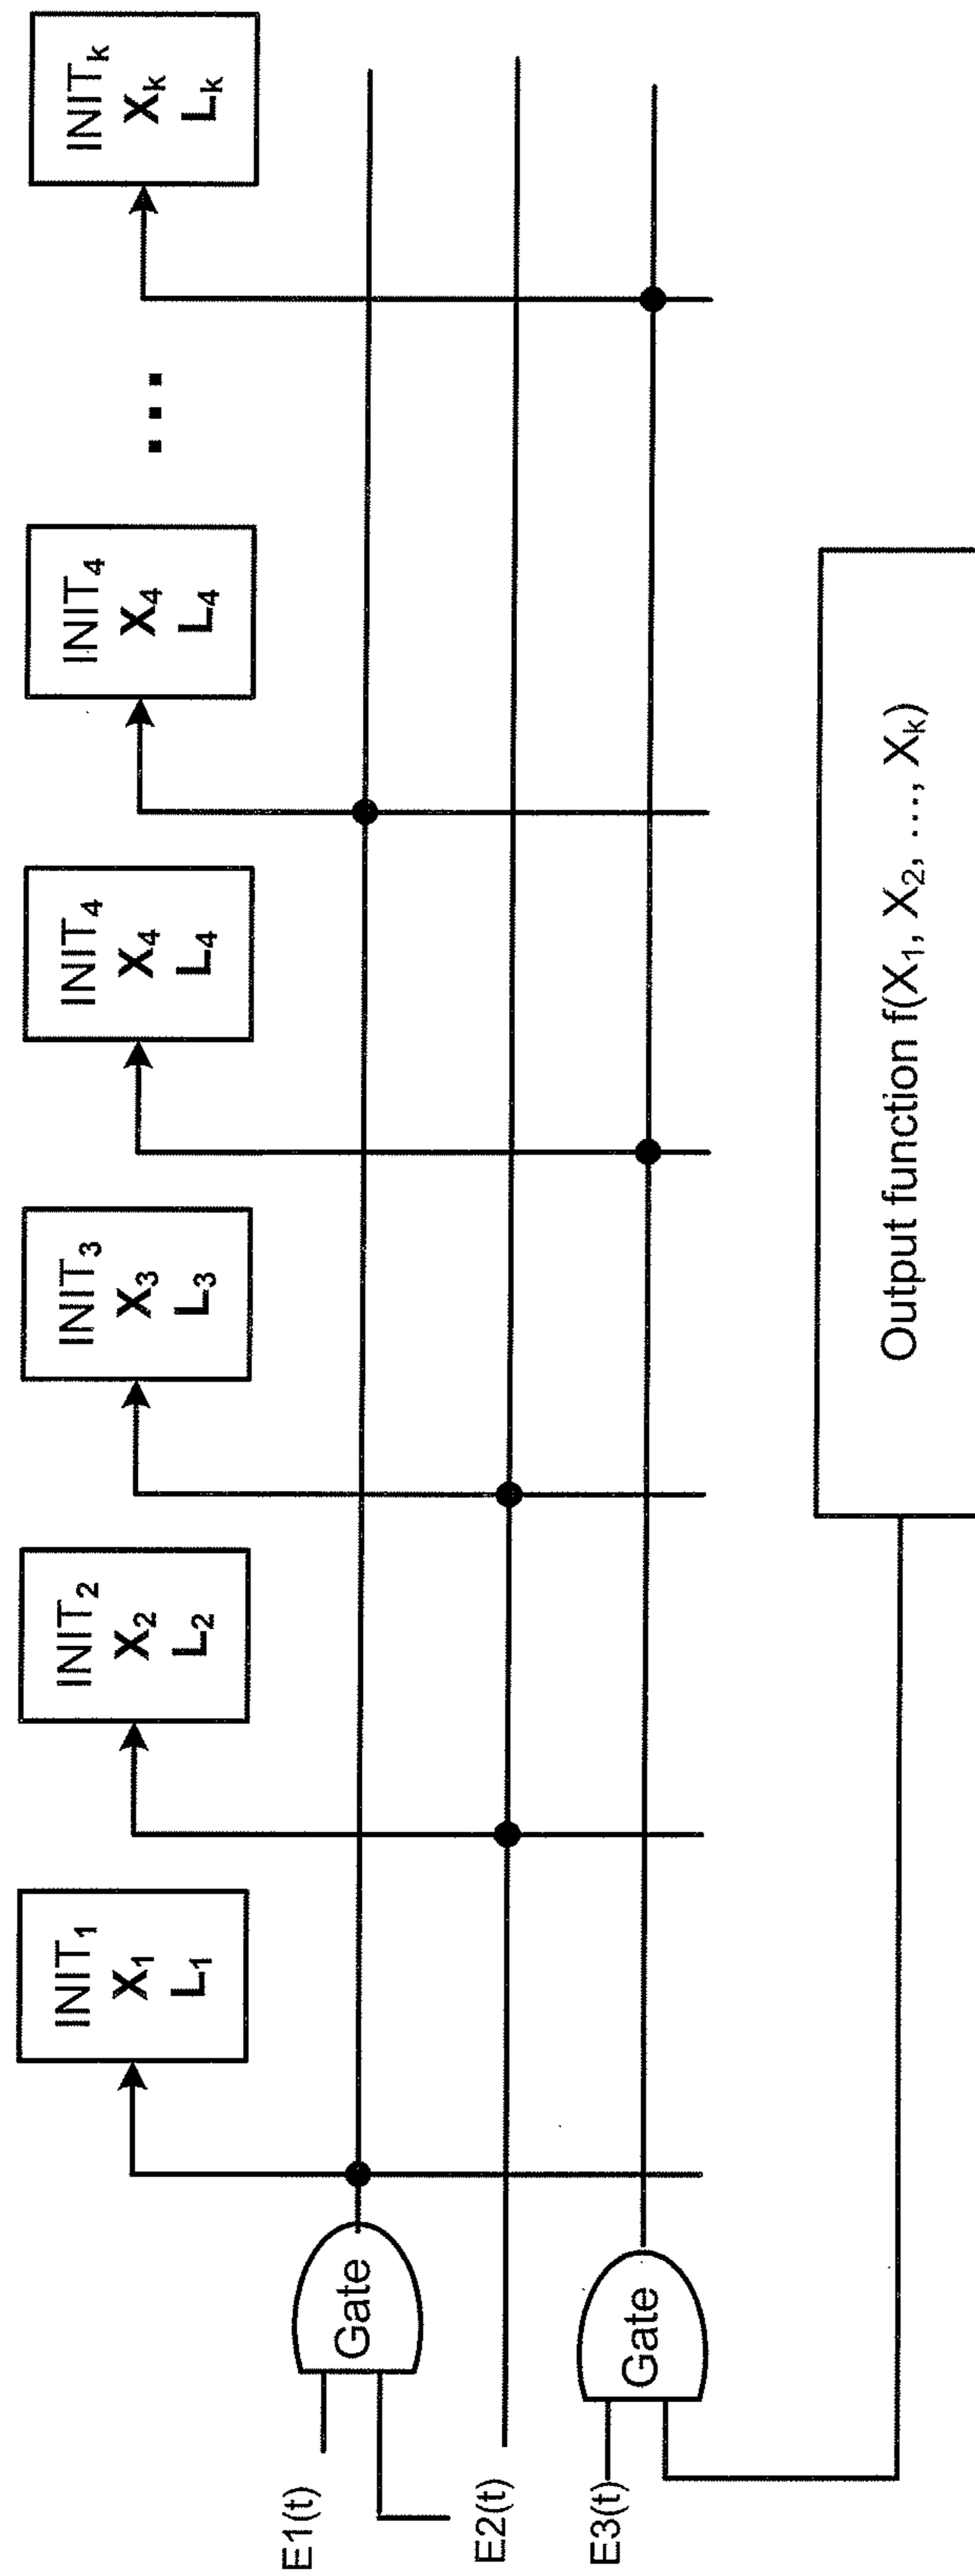 INIT₁
X₁
L₁
INIT₂
X₂
L₂
INIT₃
X₃
L₃
INIT₄
X₄
L₄
INIT₄
X₄
L₄
...
INITₖ
Xₖ
Lₖ
E1(t)
Gate
E2(t)
E3(t)
Gate
Output function f(X₁, X₂, ..., Xₖ)